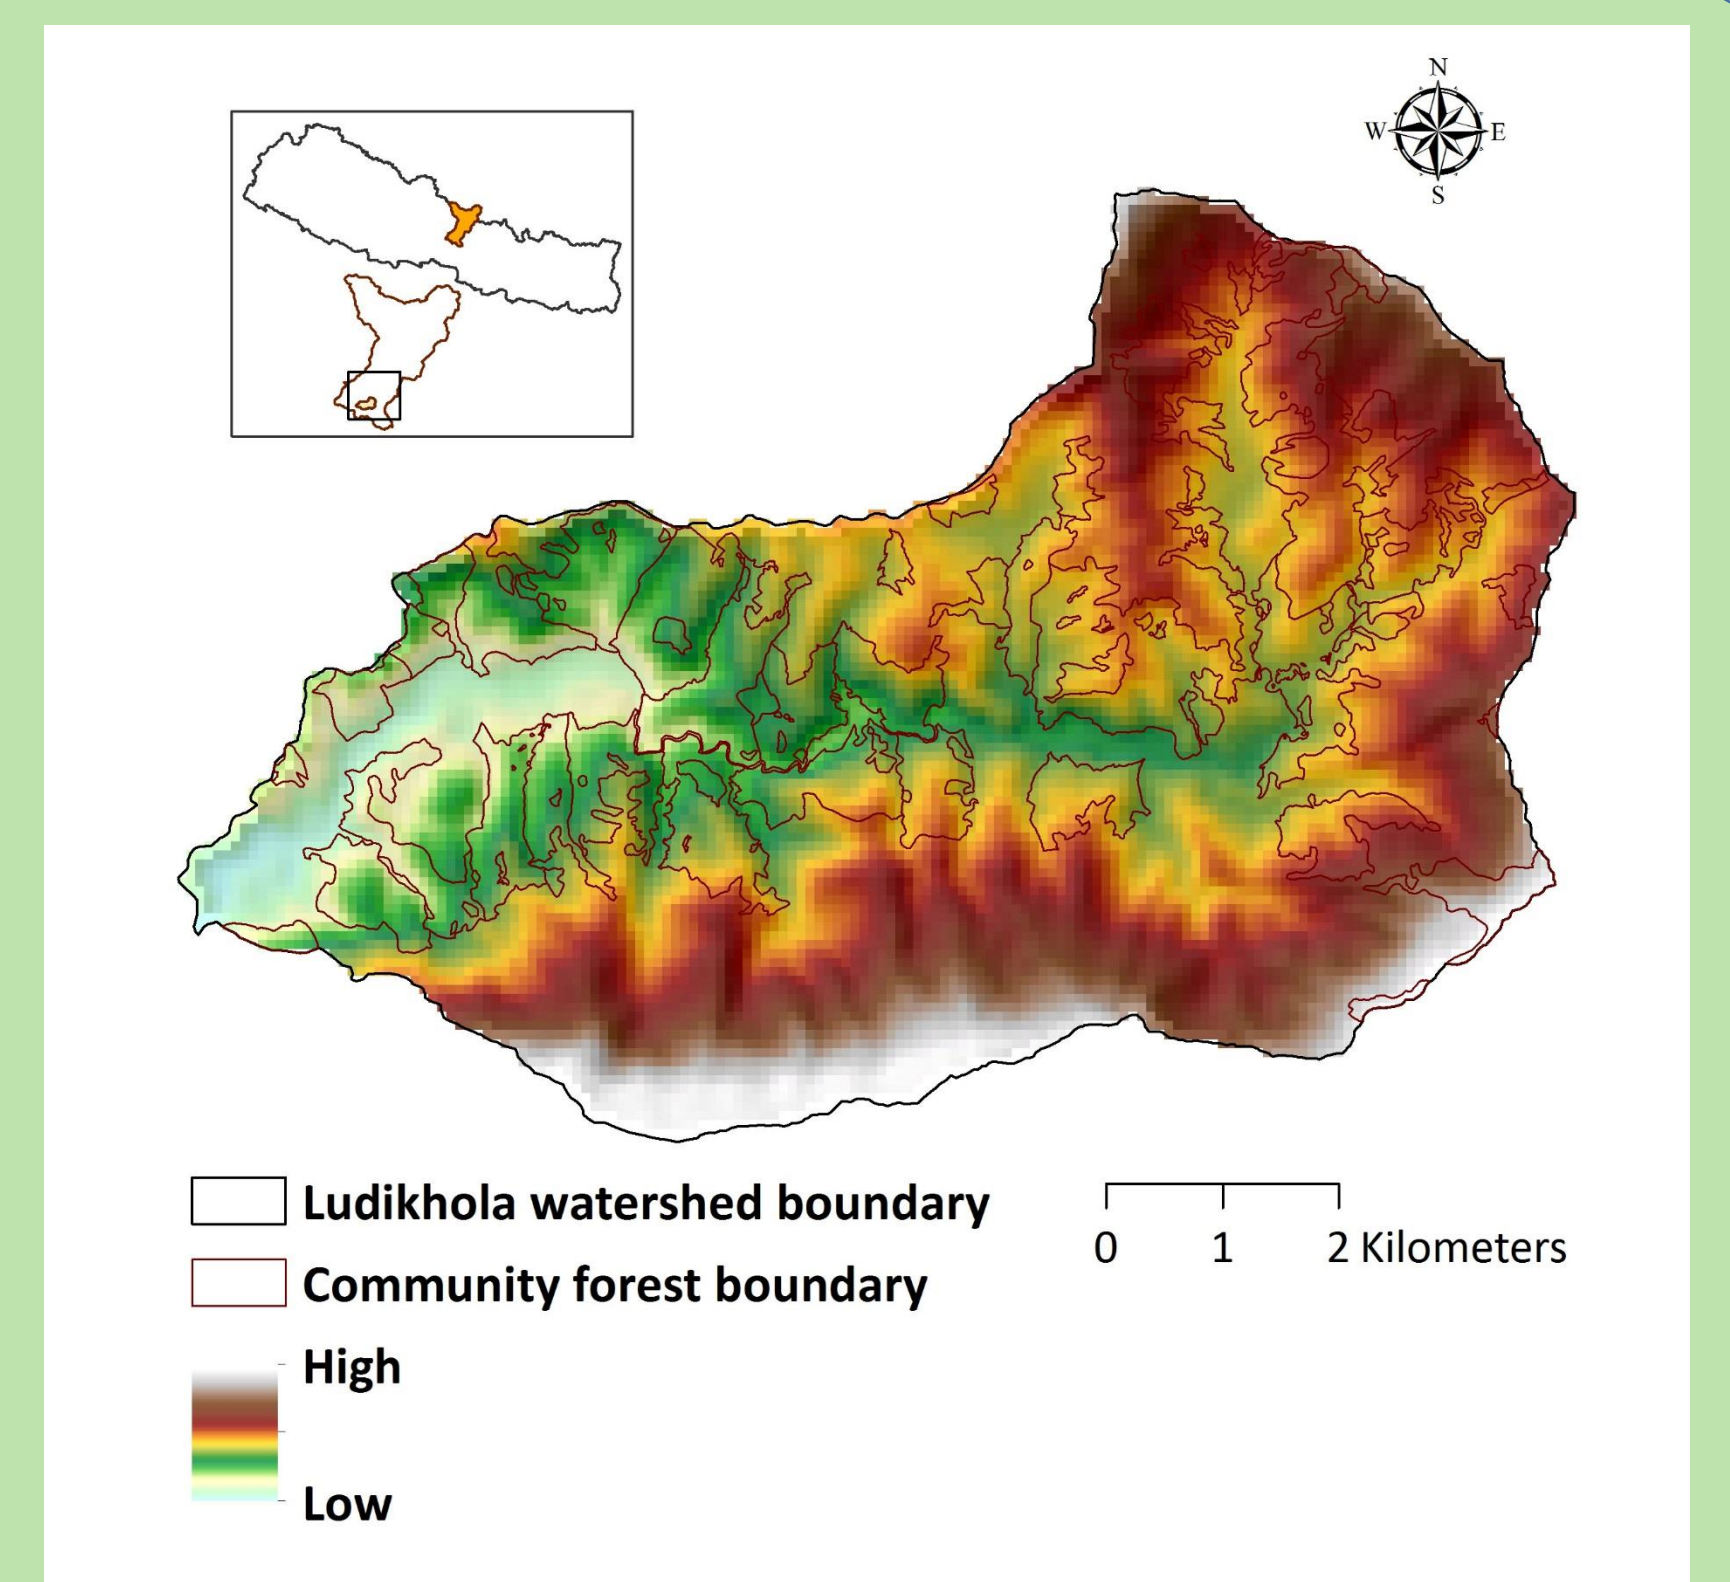 N
W E
S
Ludikhola watershed boundary
Community forest boundary
High
Low
0 1 2 Kilometers